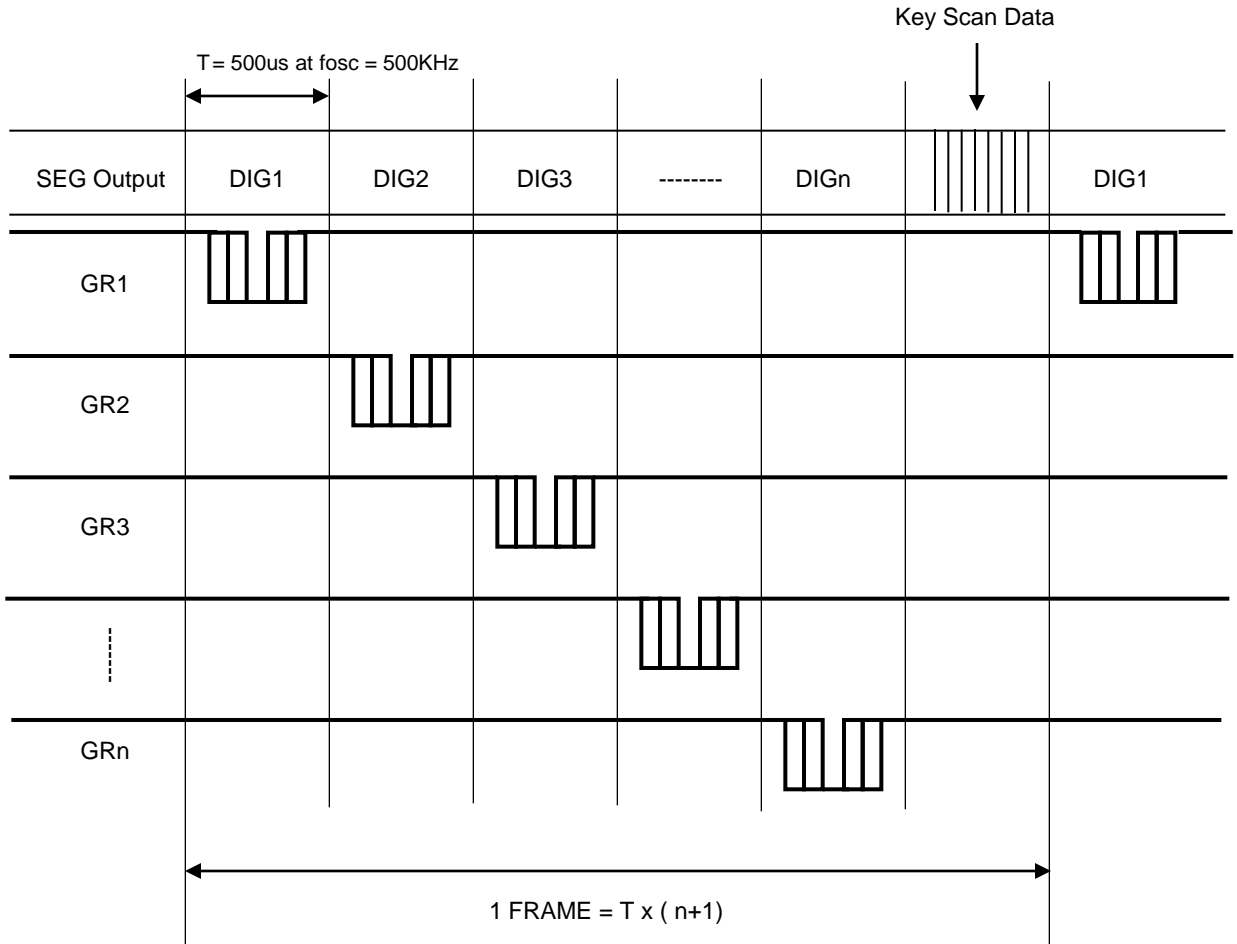 Key Scan Data
T = 500us at fosc = 500KHz
SEG Output DIG1 DIG2 DIG3 -------- DIGn DIG1
GR1
GR2
GR3
GRn
1 FRAME = T x ( n+1)